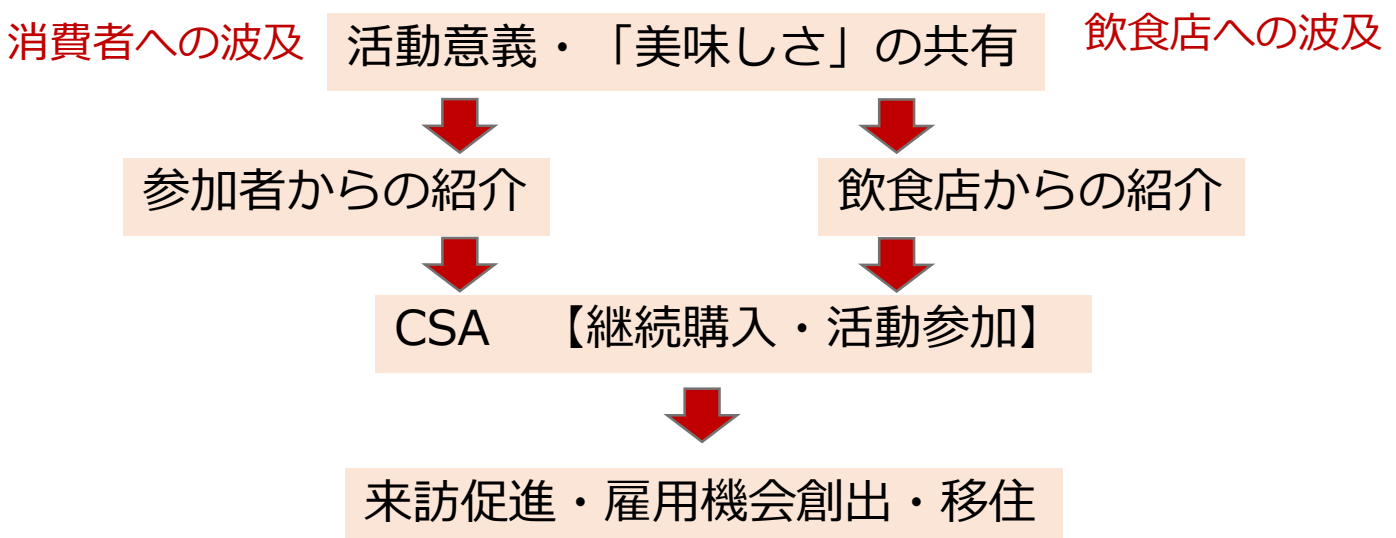 消費者への波及
活動意義・「美味しさ」の共有
飲食店への波及
参加者からの紹介
飲食店からの紹介
CSA　【継続購入・活動参加】
来訪促進・雇用機会創出・移住